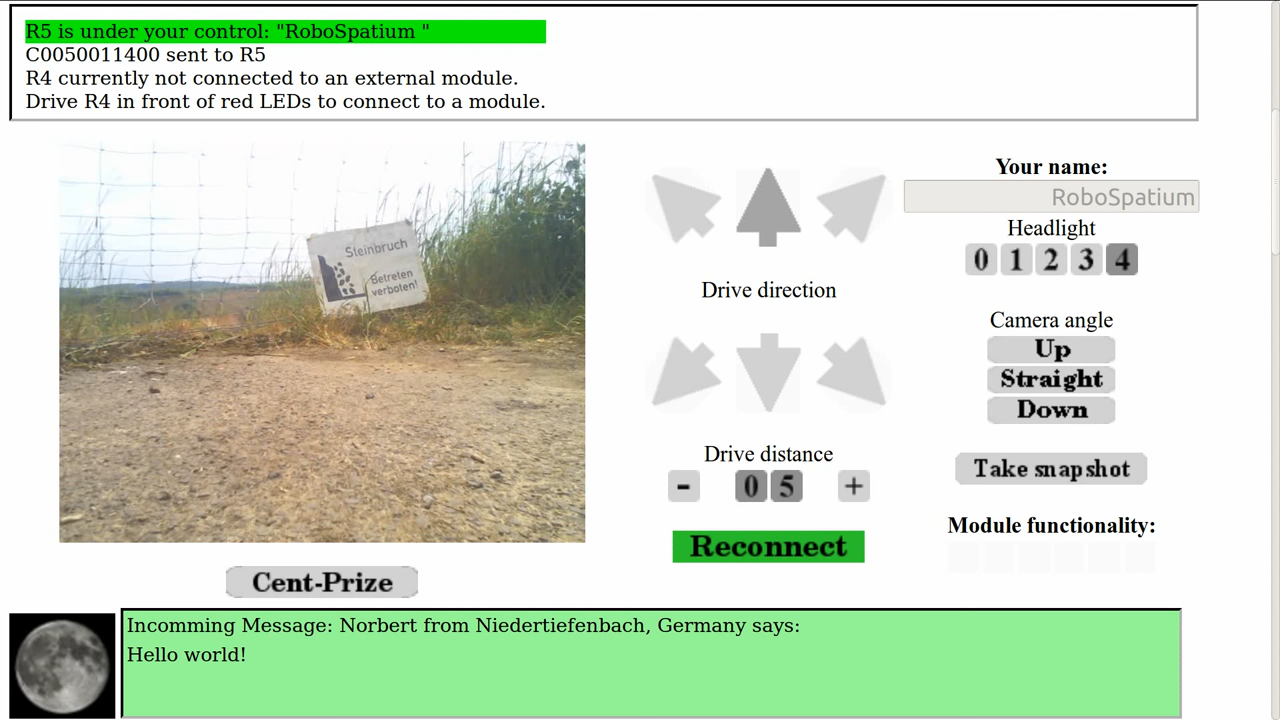 R5 is under your control: "RoboSpatium "
C0050011400 sent to R5
R4 currently not connected to an external module.
Drive R4 in front of red LEDs to connect to a module.
Steinbruch
Betreten
verboten!
Drive direction
Drive distance
- 0 5 +
Reconnect
Cent-Prize
Your name:
RoboSpatium
Headlight
0 1 2 3 4
Camera angle
Up
Straight
Down
Take snapshot
Module functionality:
Incomming Message: Norbert from Niedertiefenbach, Germany says:
Hello world!